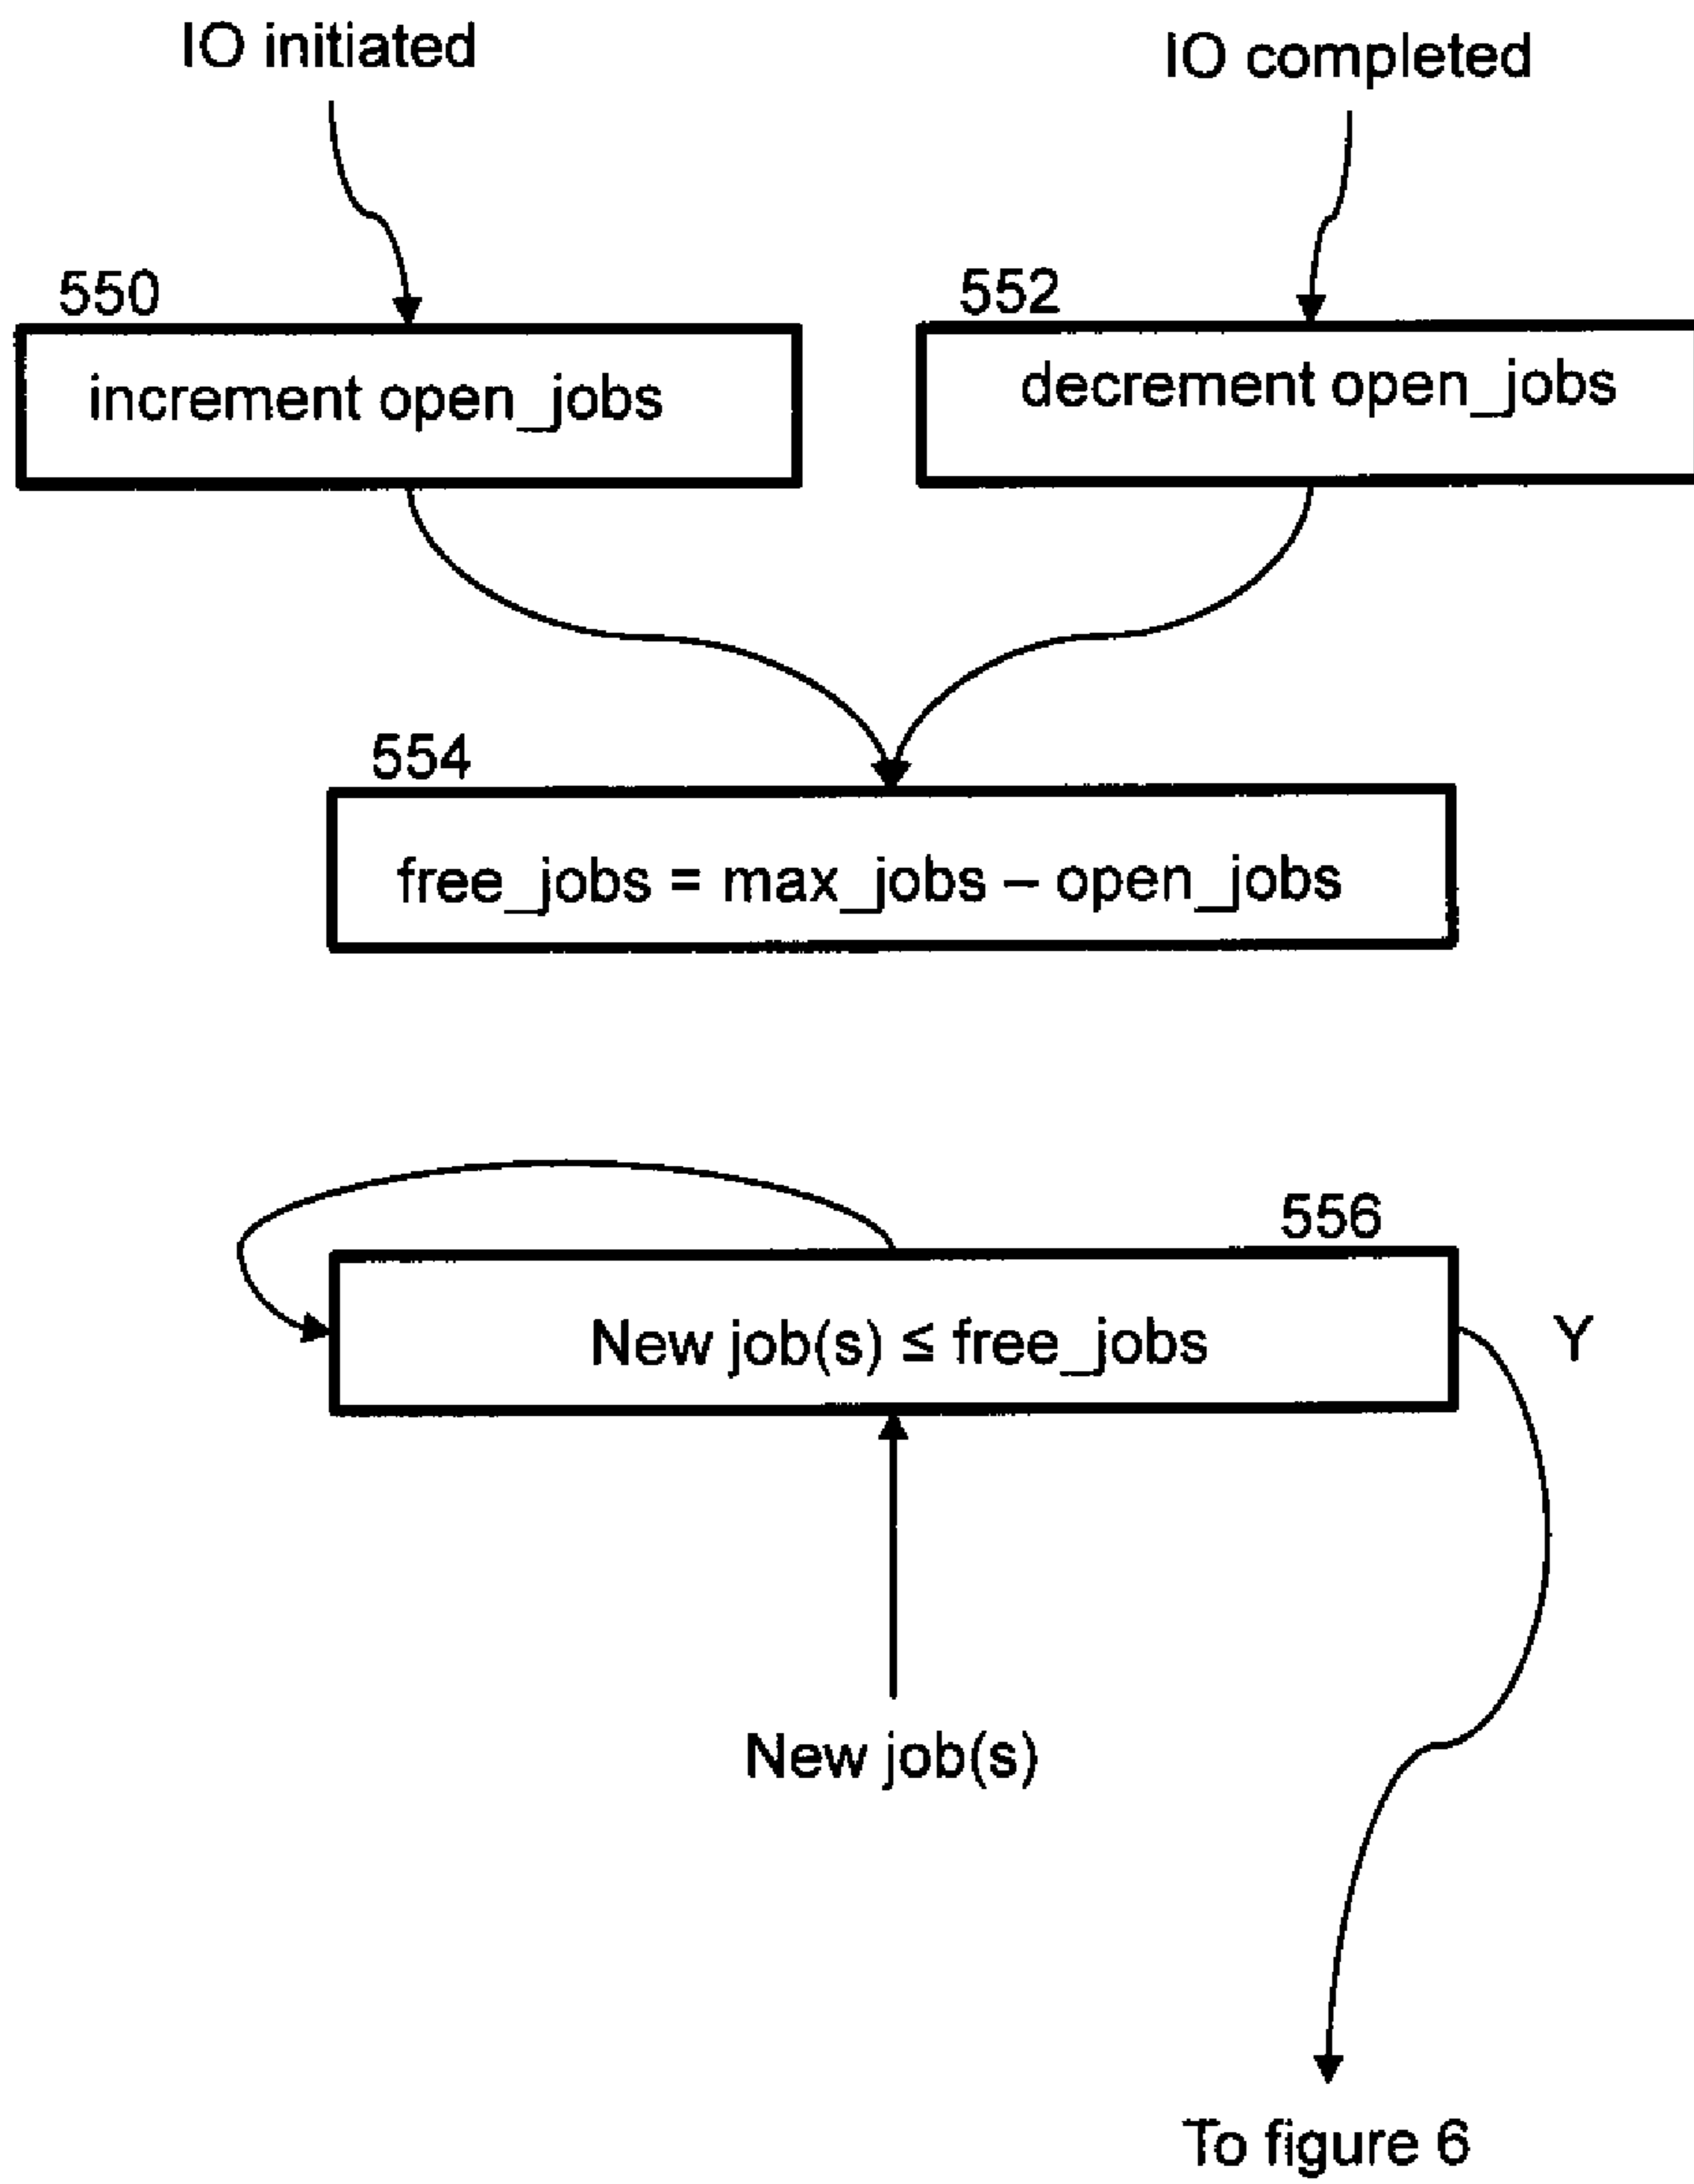 IO initiated
IO completed
550
552
increment open_jobs
decrement open_jobs
554
free_jobs = max_jobs – open_jobs
556
New job(s) ≤ free_jobs
Y
New job(s)
To figure 6